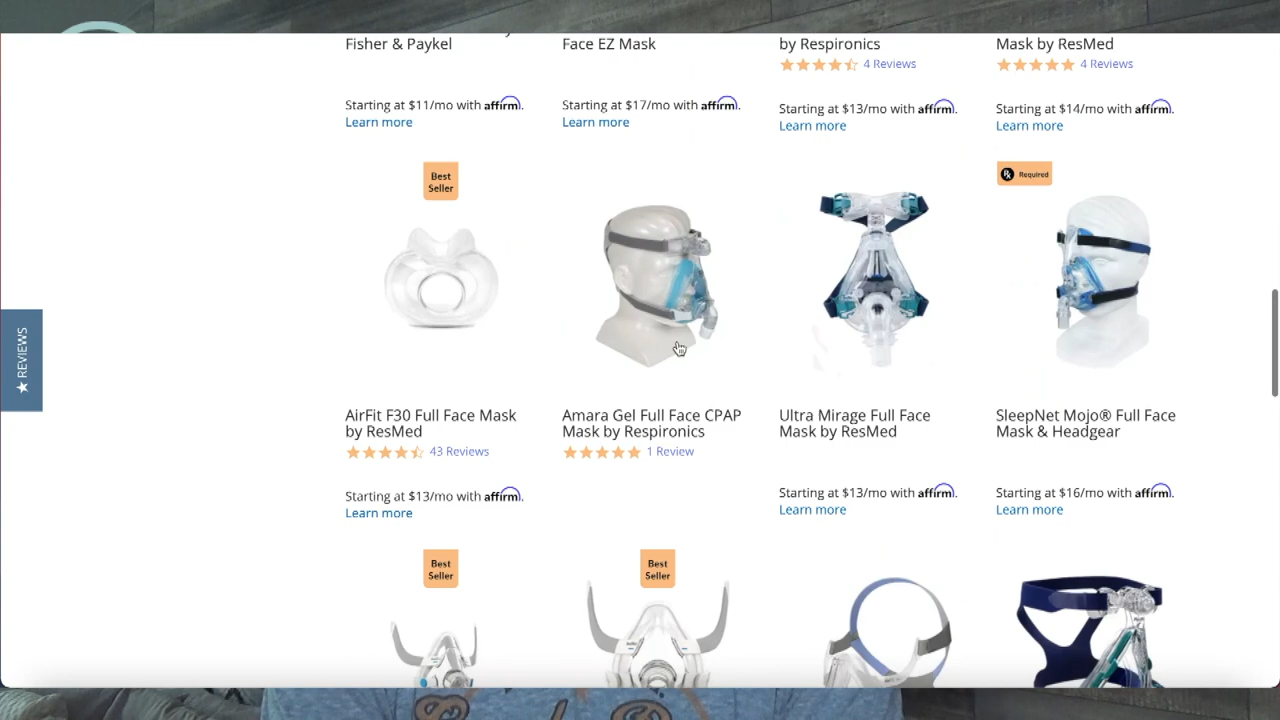 Fisher & Paykel
Face EZ Mask
by Respironics
Mask by ResMed
4 Reviews
4 Reviews
Starting at $11/mo with affirm.
Learn more
Starting at $17/mo with affirm.
Learn more
Starting at $13/mo with affirm.
Learn more
Starting at $14/mo with affirm.
Learn more
Best
Seller
Rx Required
★ REVIEWS
AirFit F30 Full Face Mask
by ResMed
43 Reviews
Starting at $13/mo with affirm.
Learn more
Amara Gel Full Face CPAP
Mask by Respironics
1 Review
Ultra Mirage Full Face
Mask by ResMed
Starting at $13/mo with affirm.
Learn more
SleepNet Mojo® Full Face
Mask & Headgear
Starting at $16/mo with affirm.
Learn more
Best
Seller
Best
Seller